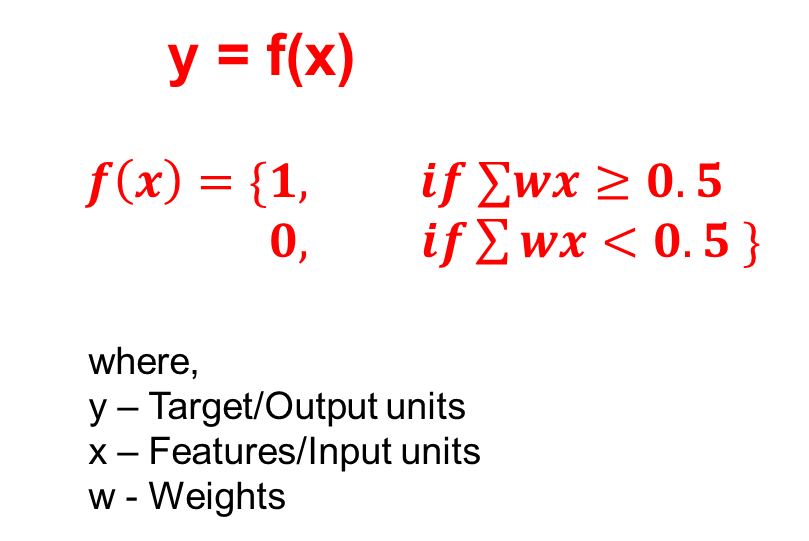 y = f(x)
f(x) = {1, if ∑wx ≥ 0.5
0, if ∑ wx < 0.5 }
where,
y – Target/Output units
x – Features/Input units
w - Weights